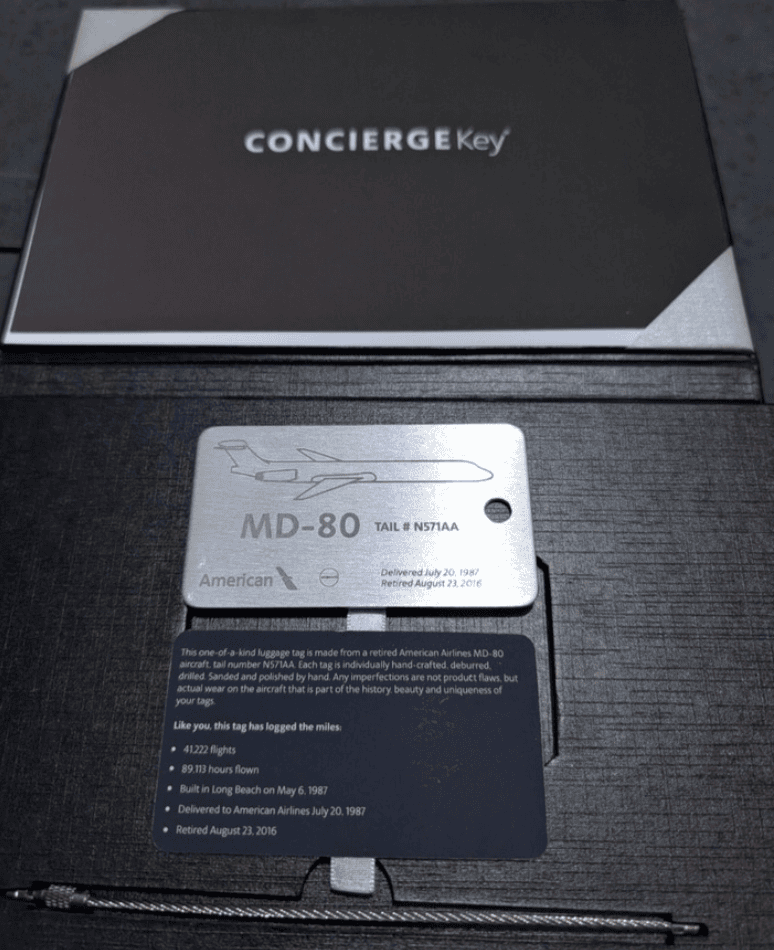 CONCIERGEKey®
MD-80 TAIL # N571AA
American
Delivered July 20, 1987
Retired August 23, 2016
This one-of-a-kind luggage tag is made from a retired American Airlines MD-80
aircraft, tail number N571AA. Each tag is individually hand-crafted, deburred,
drilled. Sanded and polished by hand. Any imperfections are not product flaws, but
actual wear on the aircraft that is part of the history, beauty and uniqueness of
your tags.
Like you, this tag has logged the miles:
• 41,222 flights
• 89,113 hours flown
• Built in Long Beach on May 6, 1987
• Delivered to American Airlines July 20, 1987
• Retired August 23, 2016